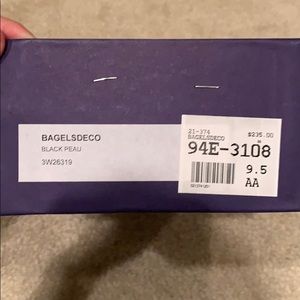 BAGELSDECO
BLACK PEAU
3W26319
21-374
BAGELSDECO
$235.00
94E-3108
9.5
AA